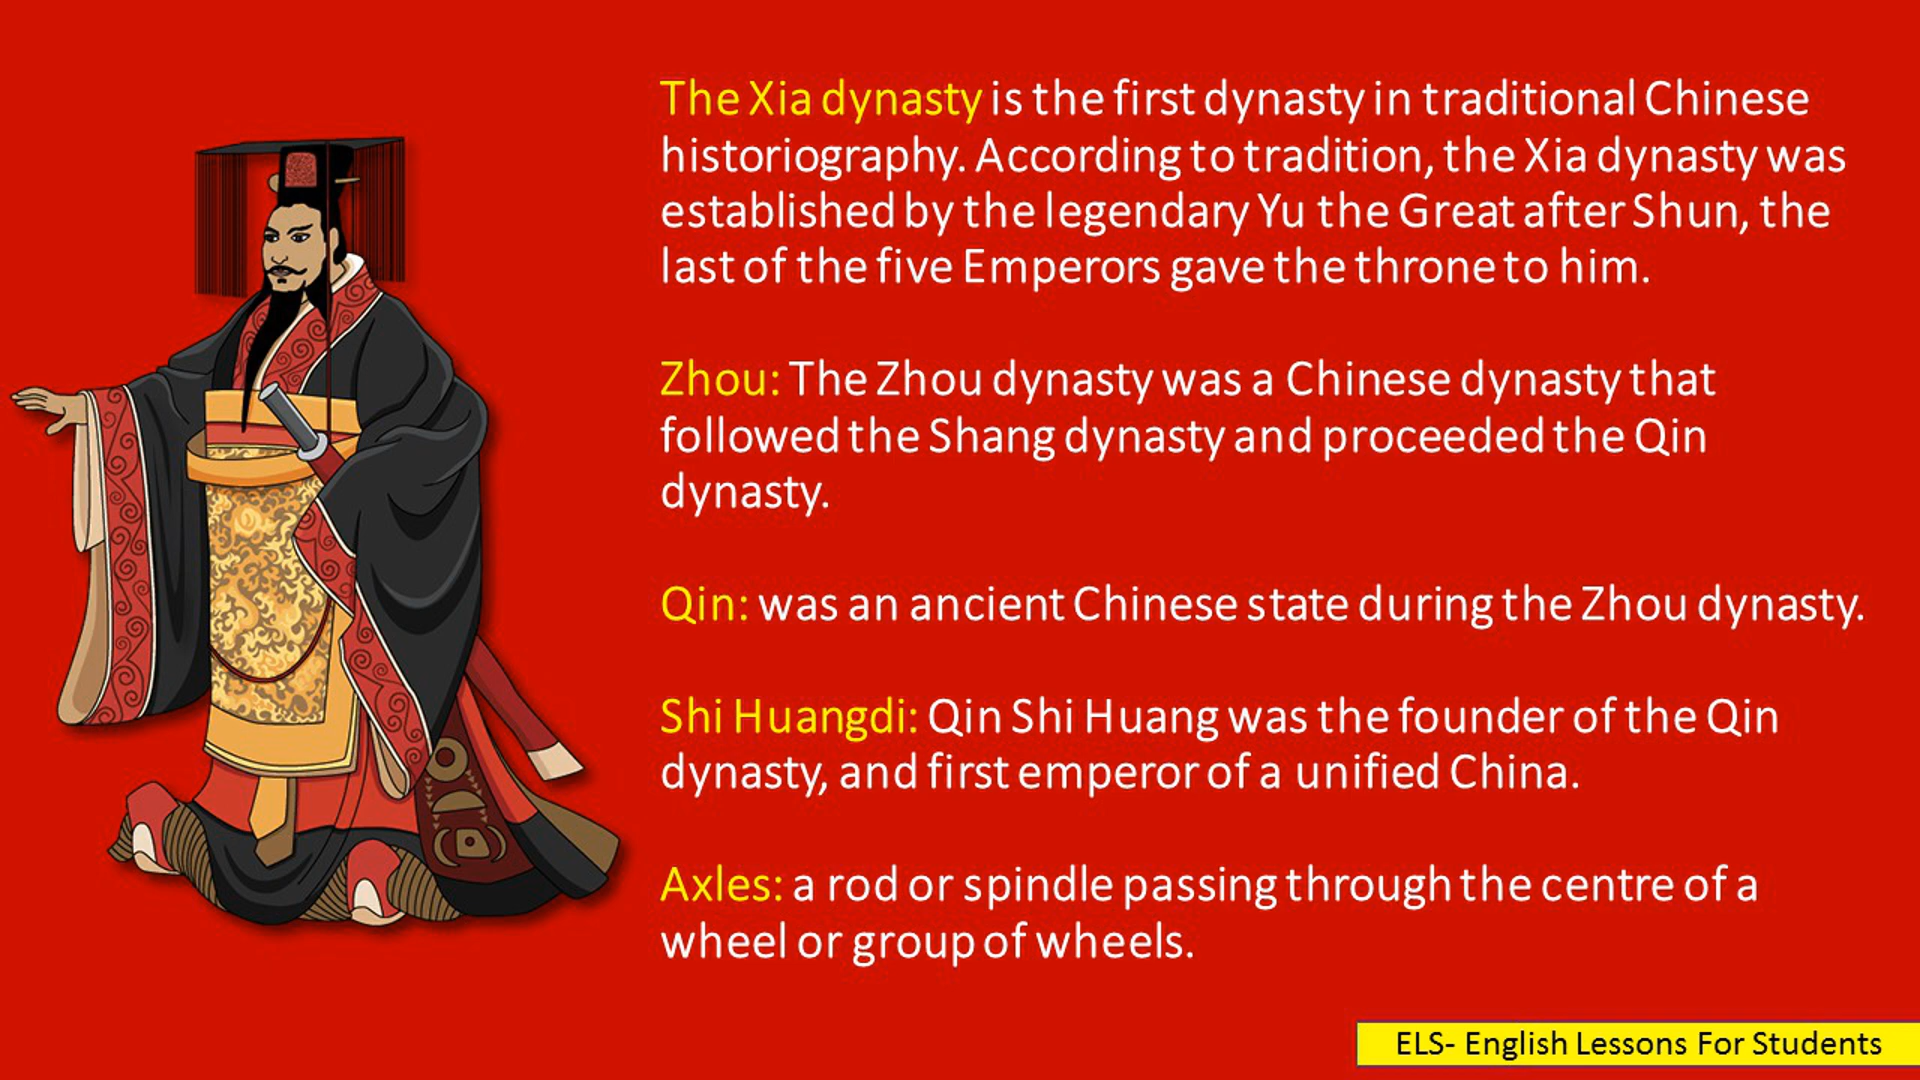 The Xia dynasty is the first dynasty in traditional Chinese
historiography. According to tradition, the Xia dynasty was
established by the legendary Yu the Great after Shun, the
last of the five Emperors gave the throne to him.
Zhou: The Zhou dynasty was a Chinese dynasty that
followed the Shang dynasty and proceeded the Qin
dynasty.
Qin: was an ancient Chinese state during the Zhou dynasty.
Shi Huangdi: Qin Shi Huang was the founder of the Qin
dynasty, and first emperor of a unified China.
Axles: a rod or spindle passing through the centre of a
wheel or group of wheels.
ELS- English Lessons For Students